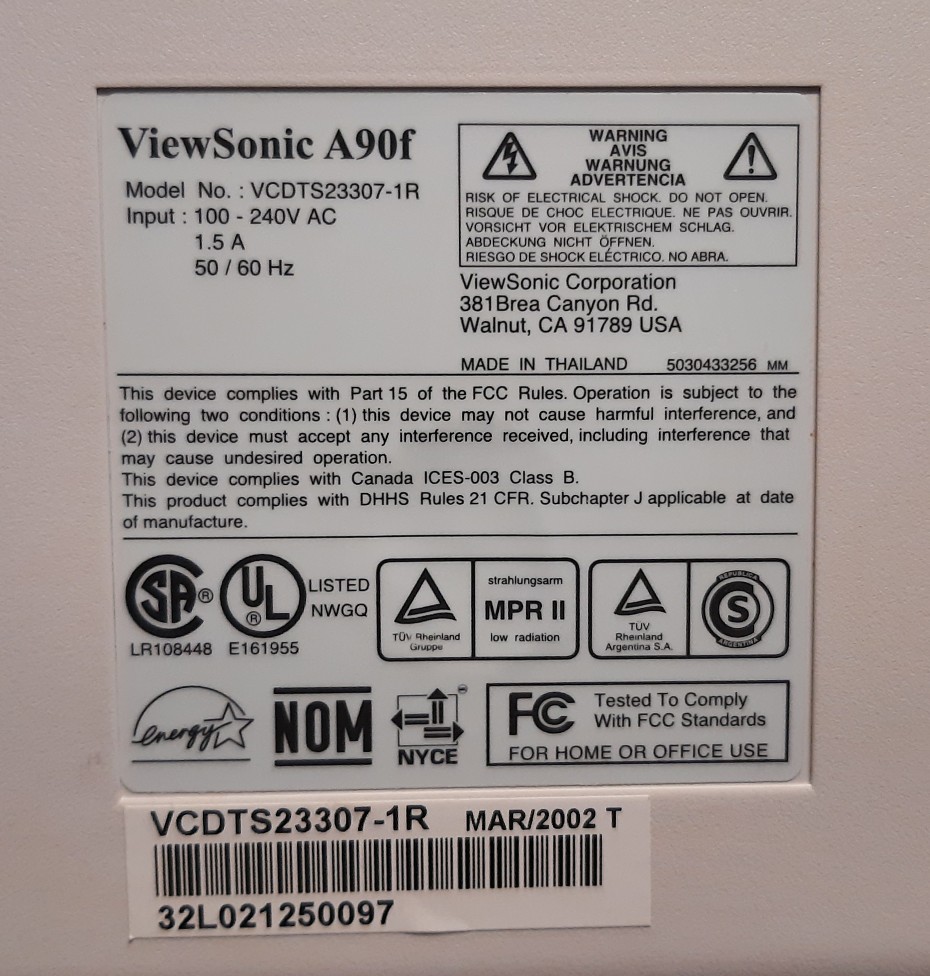 ViewSonic A90f
Model No. : VCDTS23307-1R
Input : 100 - 240V AC
1.5 A
50 / 60 Hz
WARNING
AVIS
WARNUNG
ADVERTENCIA
RISK OF ELECTRICAL SHOCK. DO NOT OPEN.
RISQUE DE CHOC ELECTRIQUE. NE PAS OUVRIR.
VORSICHT VOR ELEKTRISCHEM SCHLAG.
ABDECKUNG NICHT ÖFFNEN.
RIESGO DE SHOCK ELÉCTRICO. NO ABRA.
ViewSonic Corporation
381Brea Canyon Rd.
Walnut, CA 91789 USA
MADE IN THAILAND 5030433256 MM
This device complies with Part 15 of the FCC Rules. Operation is subject to the
following two conditions : (1) this device may not cause harmful interference, and
(2) this device must accept any interference received, including interference that
may cause undesired operation.
This device complies with Canada ICES-003 Class B.
This product complies with DHHS Rules 21 CFR. Subchapter J applicable at date
of manufacture.
SA ®
LR108448
UL ®
LISTED
NWGQ
E161955
TÜV Rheinland
Gruppe
strahlungsarm
MPR II
low radiation
TÜV
Rheinland
Argentina S.A.
REPUBLICA
S
ARGENTINA
energy
NOM
NYCE
FC
Tested To Comply
With FCC Standards
FOR HOME OR OFFICE USE
VCDTS23307-1R MAR/2002 T
32L021250097